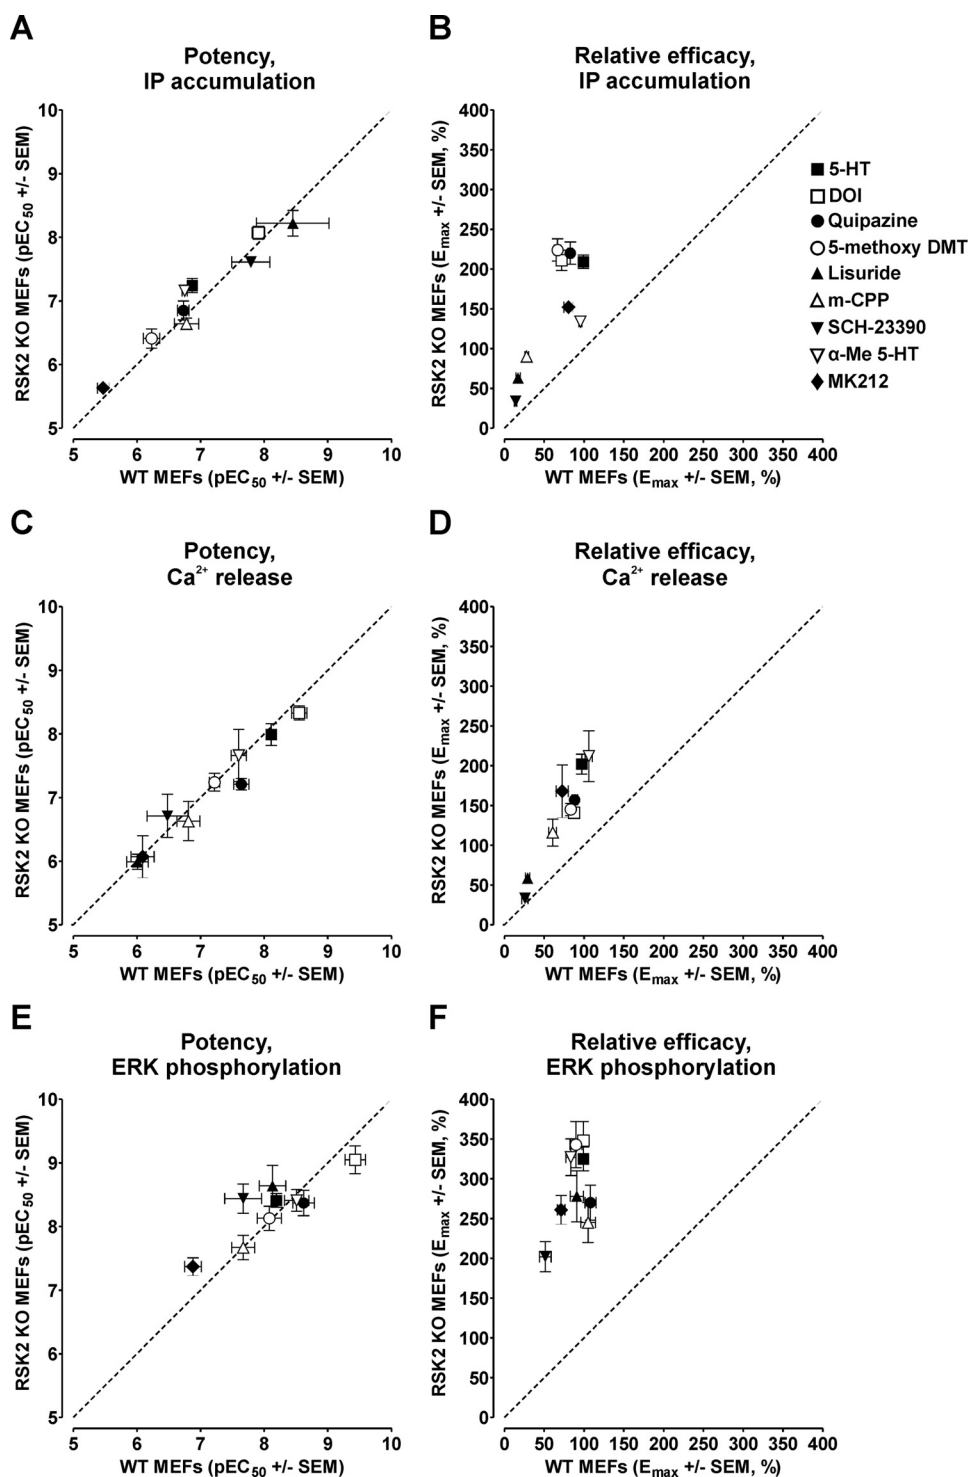 A
Potency,
IP accumulation
RSK2 KO MEFs (pEC50 +/- SEM)
10
9
8
7
6
5
5 6 7 8 9 10
WT MEFs (pEC50 +/- SEM)
B
Relative efficacy,
IP accumulation
RSK2 KO MEFs (Emax +/- SEM, %)
400
350
300
250
200
150
100
50
0
0 50 100 150 200 250 300 350 400
WT MEFs (Emax +/- SEM, %)
5-HT
DOI
Quipazine
5-methoxy DMT
Lisuride
m-CPP
SCH-23390
α-Me 5-HT
MK212
C
Potency,
Ca2+ release
RSK2 KO MEFs (pEC50 +/- SEM)
10
9
8
7
6
5
5 6 7 8 9 10
WT MEFs (pEC50 +/- SEM)
D
Relative efficacy,
Ca2+ release
RSK2 KO MEFs (Emax +/- SEM, %)
400
350
300
250
200
150
100
50
0
0 50 100 150 200 250 300 350 400
WT MEFs (Emax +/- SEM, %)
E
Potency,
ERK phosphorylation
RSK2 KO MEFs (pEC50 +/- SEM)
10
9
8
7
6
5
5 6 7 8 9 10
WT MEFs (pEC50 +/- SEM)
F
Relative efficacy,
ERK phosphorylation
RSK2 KO MEFs (Emax +/- SEM, %)
400
350
300
250
200
150
100
50
0
0 50 100 150 200 250 300 350 400
WT MEFs (Emax +/- SEM, %)